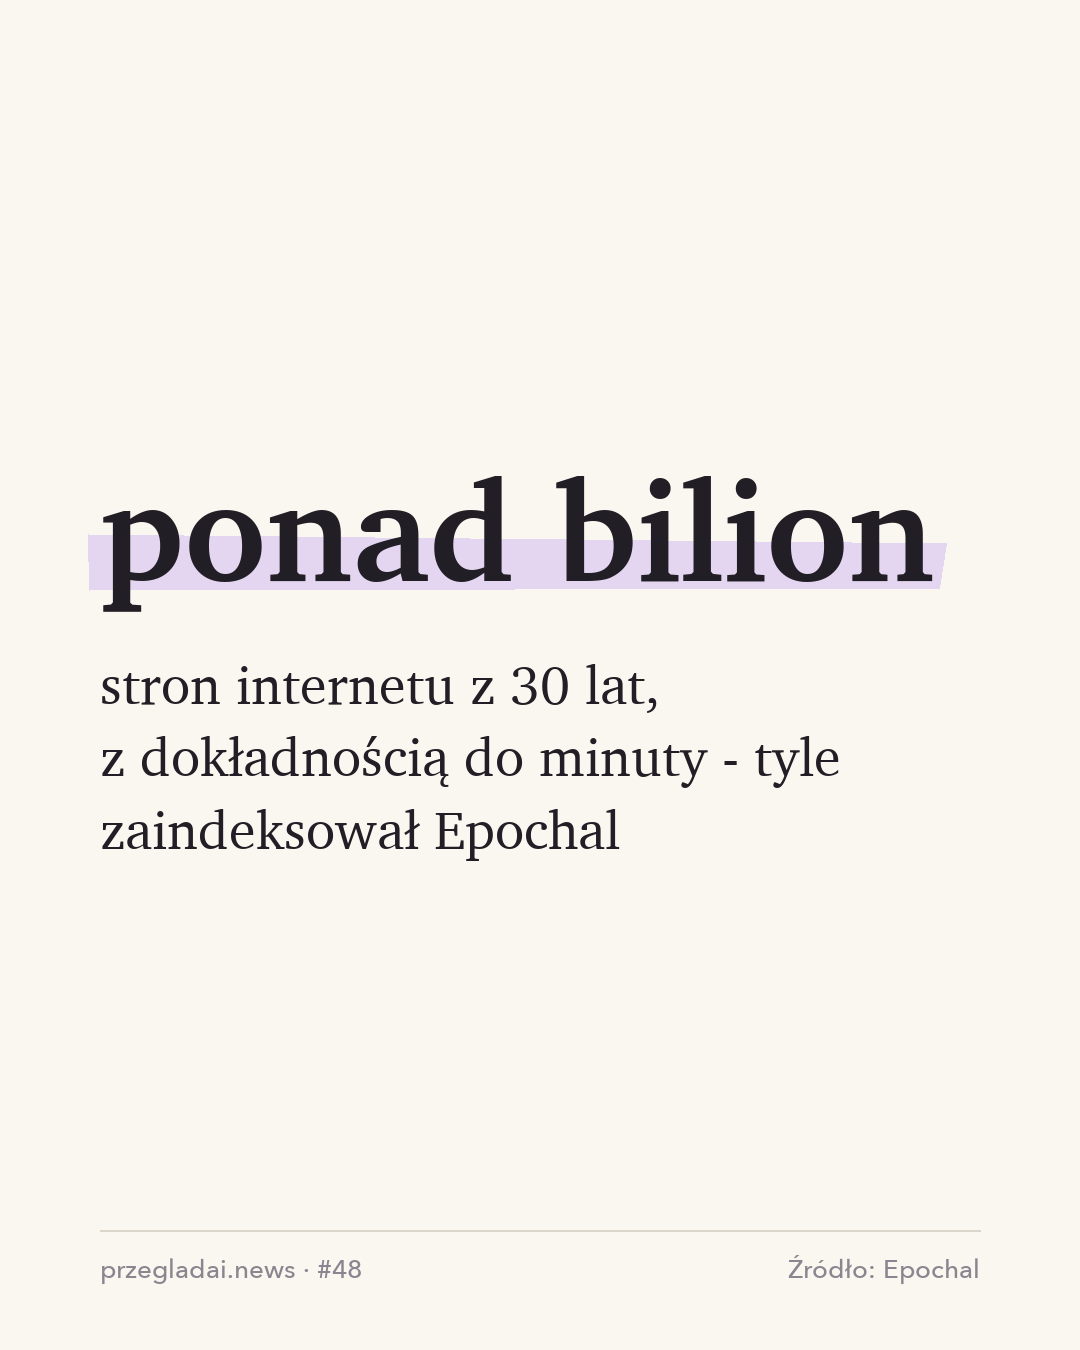 ponad bilion
stron internetu z 30 lat,
z dokładnością do minuty - tyle
zaindeksował Epochal
przegladai.news · #48
Źródło: Epochal